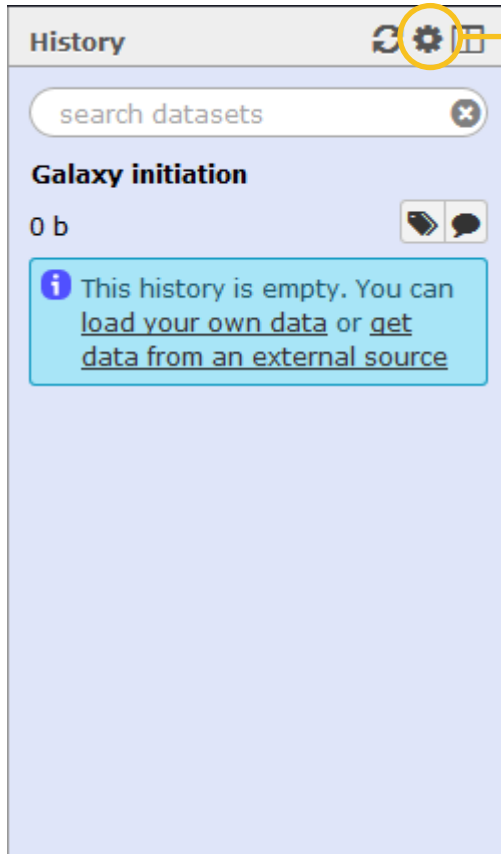 History
search datasets
Galaxy initiation
0 b
This history is empty. You can
load your own data or get
data from an external source